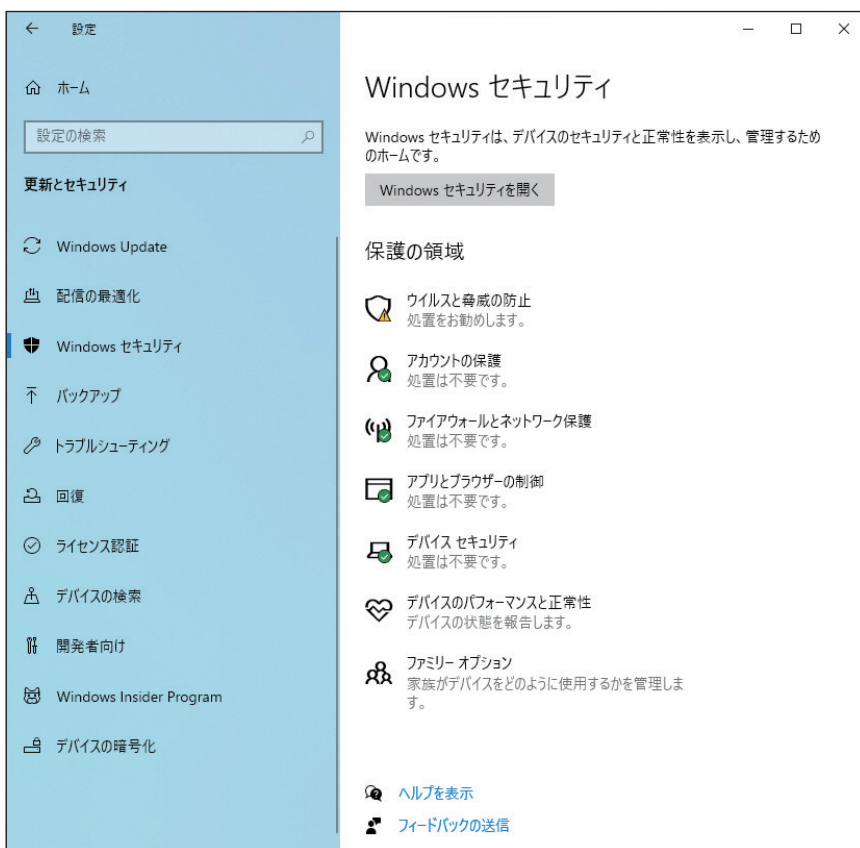 設定
ホーム
設定の検索
更新とセキュリティ
Windows Update
配信の最適化
Windows セキュリティ
バックアップ
トラブルシューティング
回復
ライセンス認証
デバイスの検索
開発者向け
Windows Insider Program
デバイスの暗号化
Windows セキュリティ
Windows セキュリティは、デバイスのセキュリティと正常性を表示し、管理するため
のホームです。
Windows セキュリティを開く
保護の領域
ウイルスと脅威の防止
処置をお勧めします。
アカウントの保護
処置は不要です。
ファイアウォールとネットワーク保護
処置は不要です。
アプリとブラウザーの制御
処置は不要です。
デバイス セキュリティ
処置は不要です。
デバイスのパフォーマンスと正常性
デバイスの状態を報告します。
ファミリー オプション
家族がデバイスをどのように使用するかを管理しま
す。
ヘルプを表示
フィードバックの送信